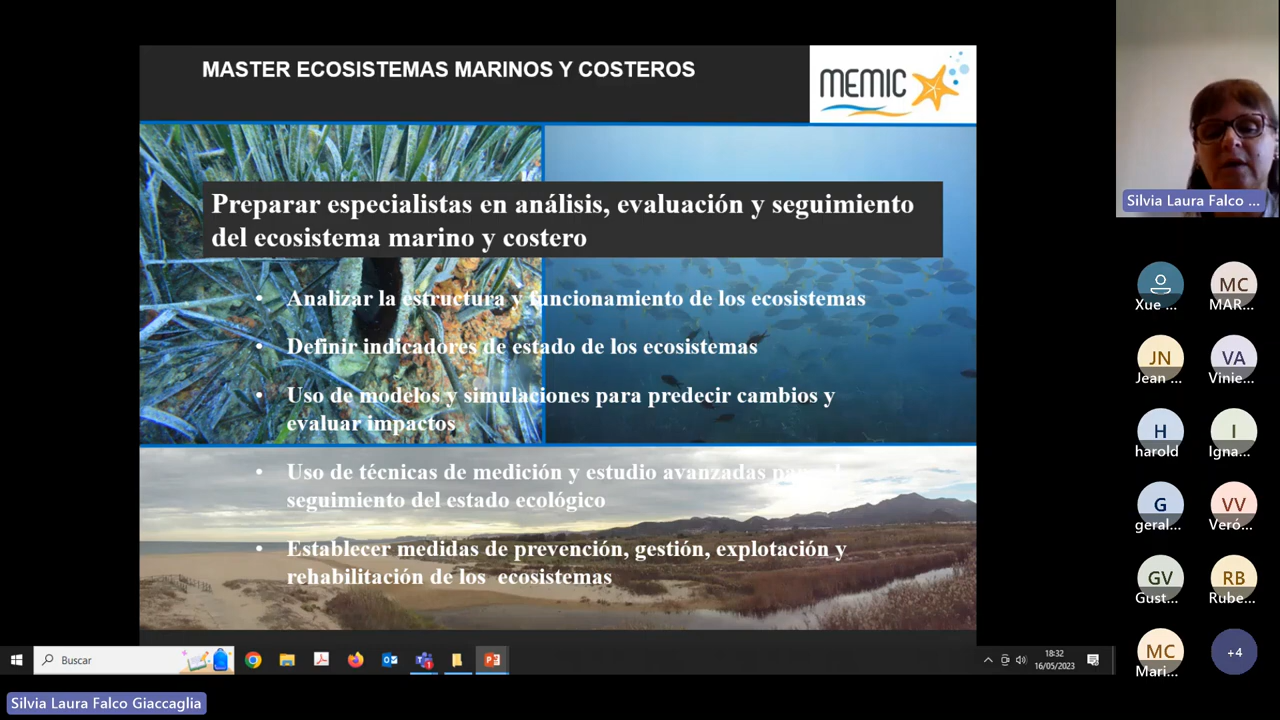 MASTER ECOSISTEMAS MARINOS Y COSTEROS
MEMIC
Preparar especialistas en análisis, evaluación y seguimiento
del ecosistema marino y costero
• Analizar la estructura y funcionamiento de los ecosistemas
• Definir indicadores de estado de los ecosistemas
• Uso de modelos y simulaciones para predecir cambios y
evaluar impactos
• Uso de técnicas de medición y estudio avanzadas para el
seguimiento del estado ecológico
• Establecer medidas de prevención, gestión, explotación y
rehabilitación de los ecosistemas
Silvia Laura Falco ...
Xue ...
MC
MAR...
JN
Jean ...
VA
Vinie...
H
harold
I
Igna...
G
geral...
VV
Veró...
GV
Gust...
RB
Rube...
MC
Mari...
+4
Buscar
18:32
16/05/2023
Silvia Laura Falco Giaccaglia